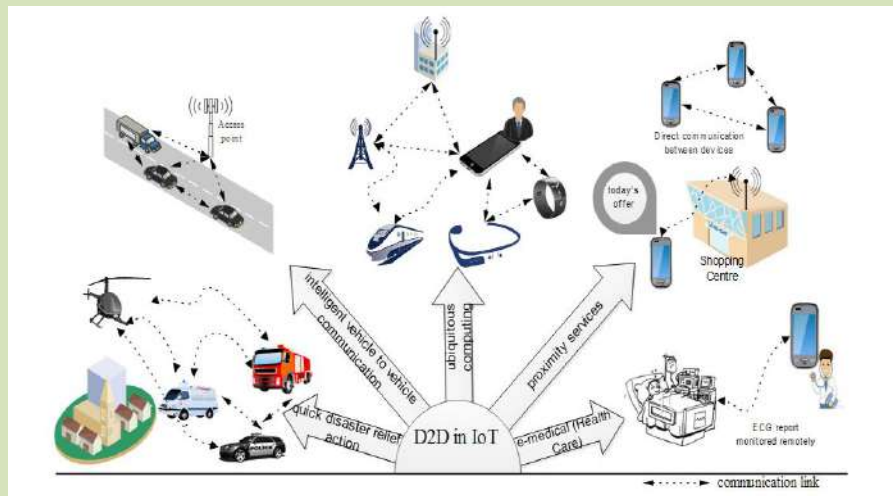 Access
point
Direct communication
between devices
today's
offer
Shopping
Centre
intelligent vehicle to vehicle
communication
ubiquitous
computing
proximity services
quick disaster relief
action
D2D in IoT
e-medical (Health
Care)
ECG report
monitored remotely
POLICE
communication link